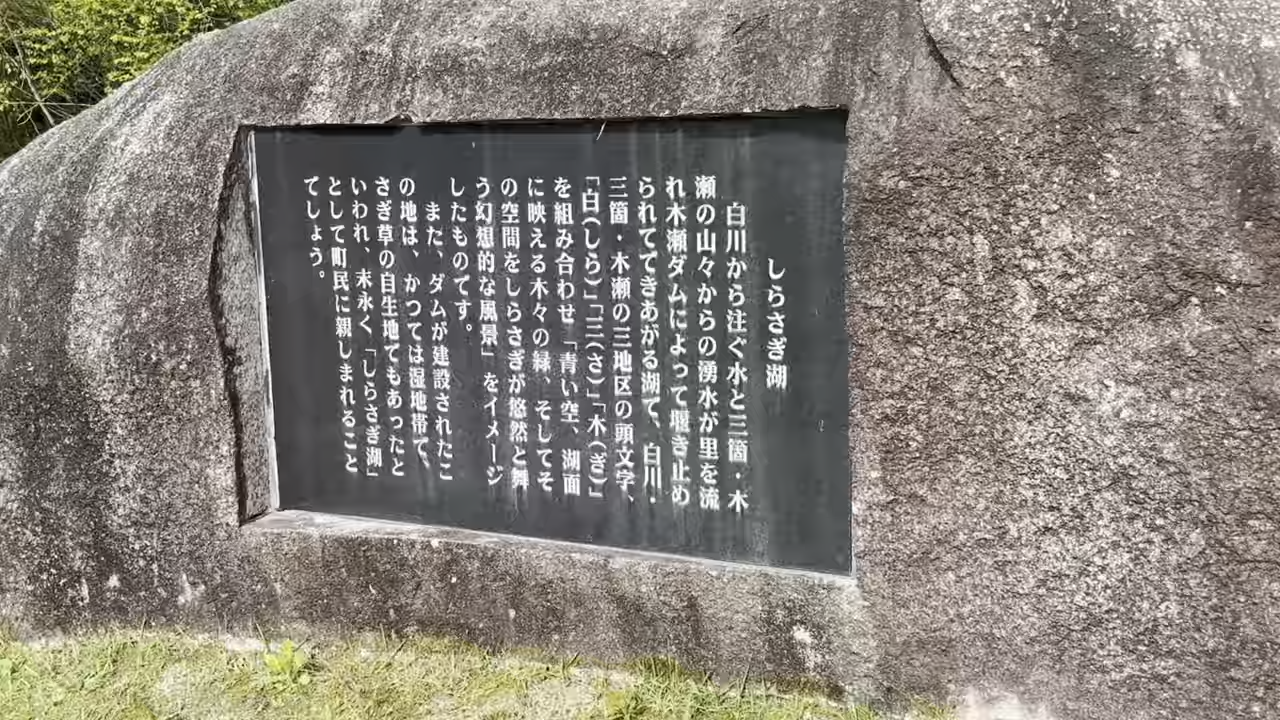 しらさぎ湖
白川から注ぐ水と三箇・木
瀬の山々からの湧水が里を流
れ木瀬ダムによって堰き止め
られてできあがる湖で、白川・
三箇・木瀬の三地区の頭文字、
「白(しら)」「三(さ)」「木(ぎ)」
を組み合わせ「青い空、湖面
に映える木々の緑、そしてそ
の空間をしらさぎが悠然と舞
う幻想的な風景」をイメージ
したものです。
また、ダムが建設されたこ
の地は、かつては湿地帯で、
さぎ草の自生地でもあったと
いわれ、末永く、「しらさぎ湖」
として町民に親しまれること
でしょう。